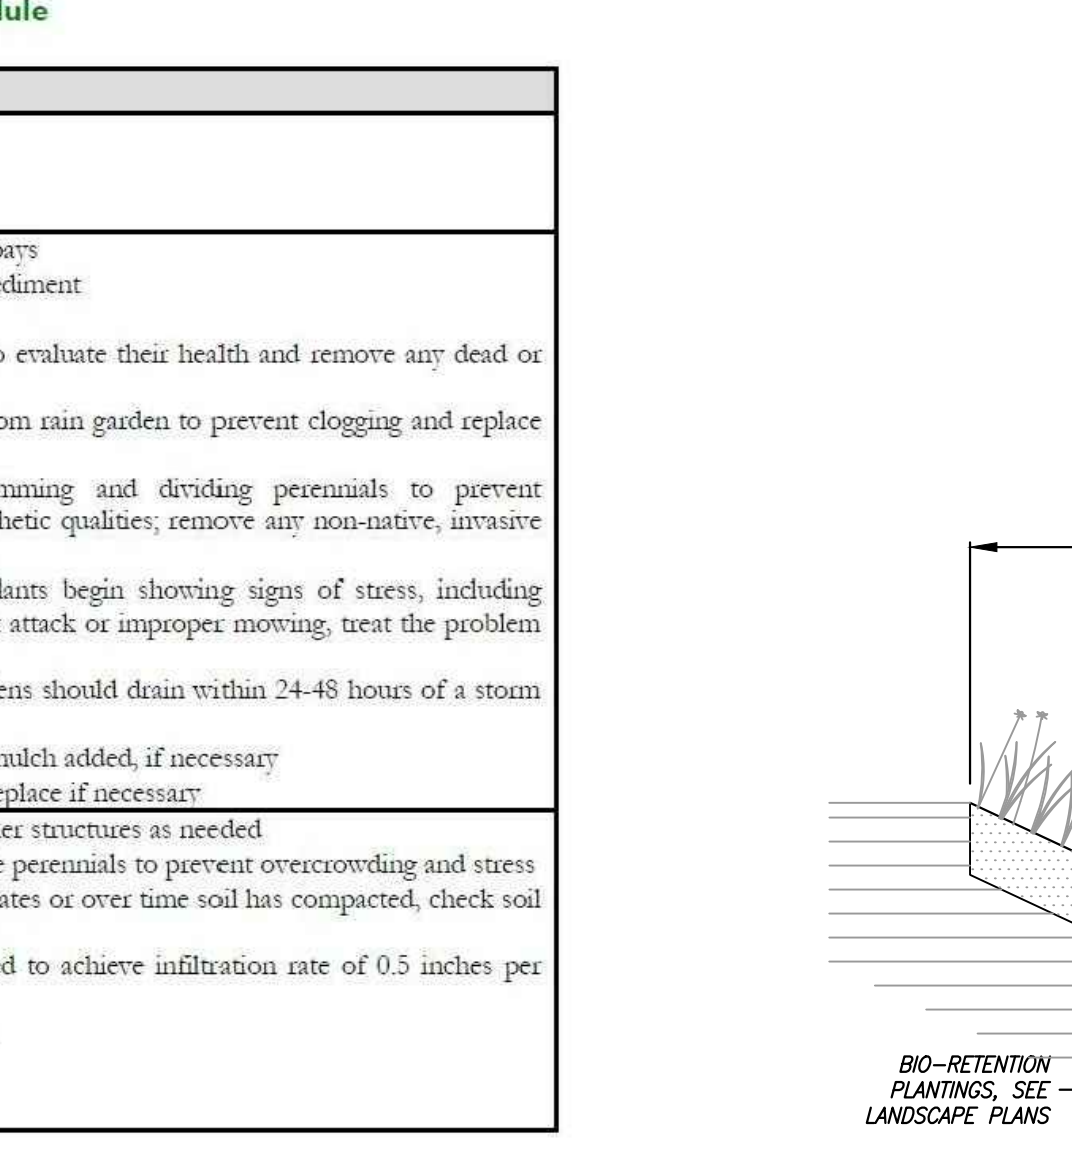 lule
ays
ediment
evaluate their health and remove any dead or
om rain garden to prevent clogging and replace
mming and dividing perennials to prevent
hetic qualities; remove any non-native, invasive
lants begin showing signs of stress, including
attack or improper mowing, treat the problem
ens should drain within 24-48 hours of a storm
ulch added, if necessary
eplace if necessary
er structures as needed
e perennials to prevent overcrowding and stress
ates or over time soil has compacted, check soil
d to achieve infiltration rate of 0.5 inches per
BIO-RETENTION
PLANTINGS, SEE
LANDSCAPE PLANS